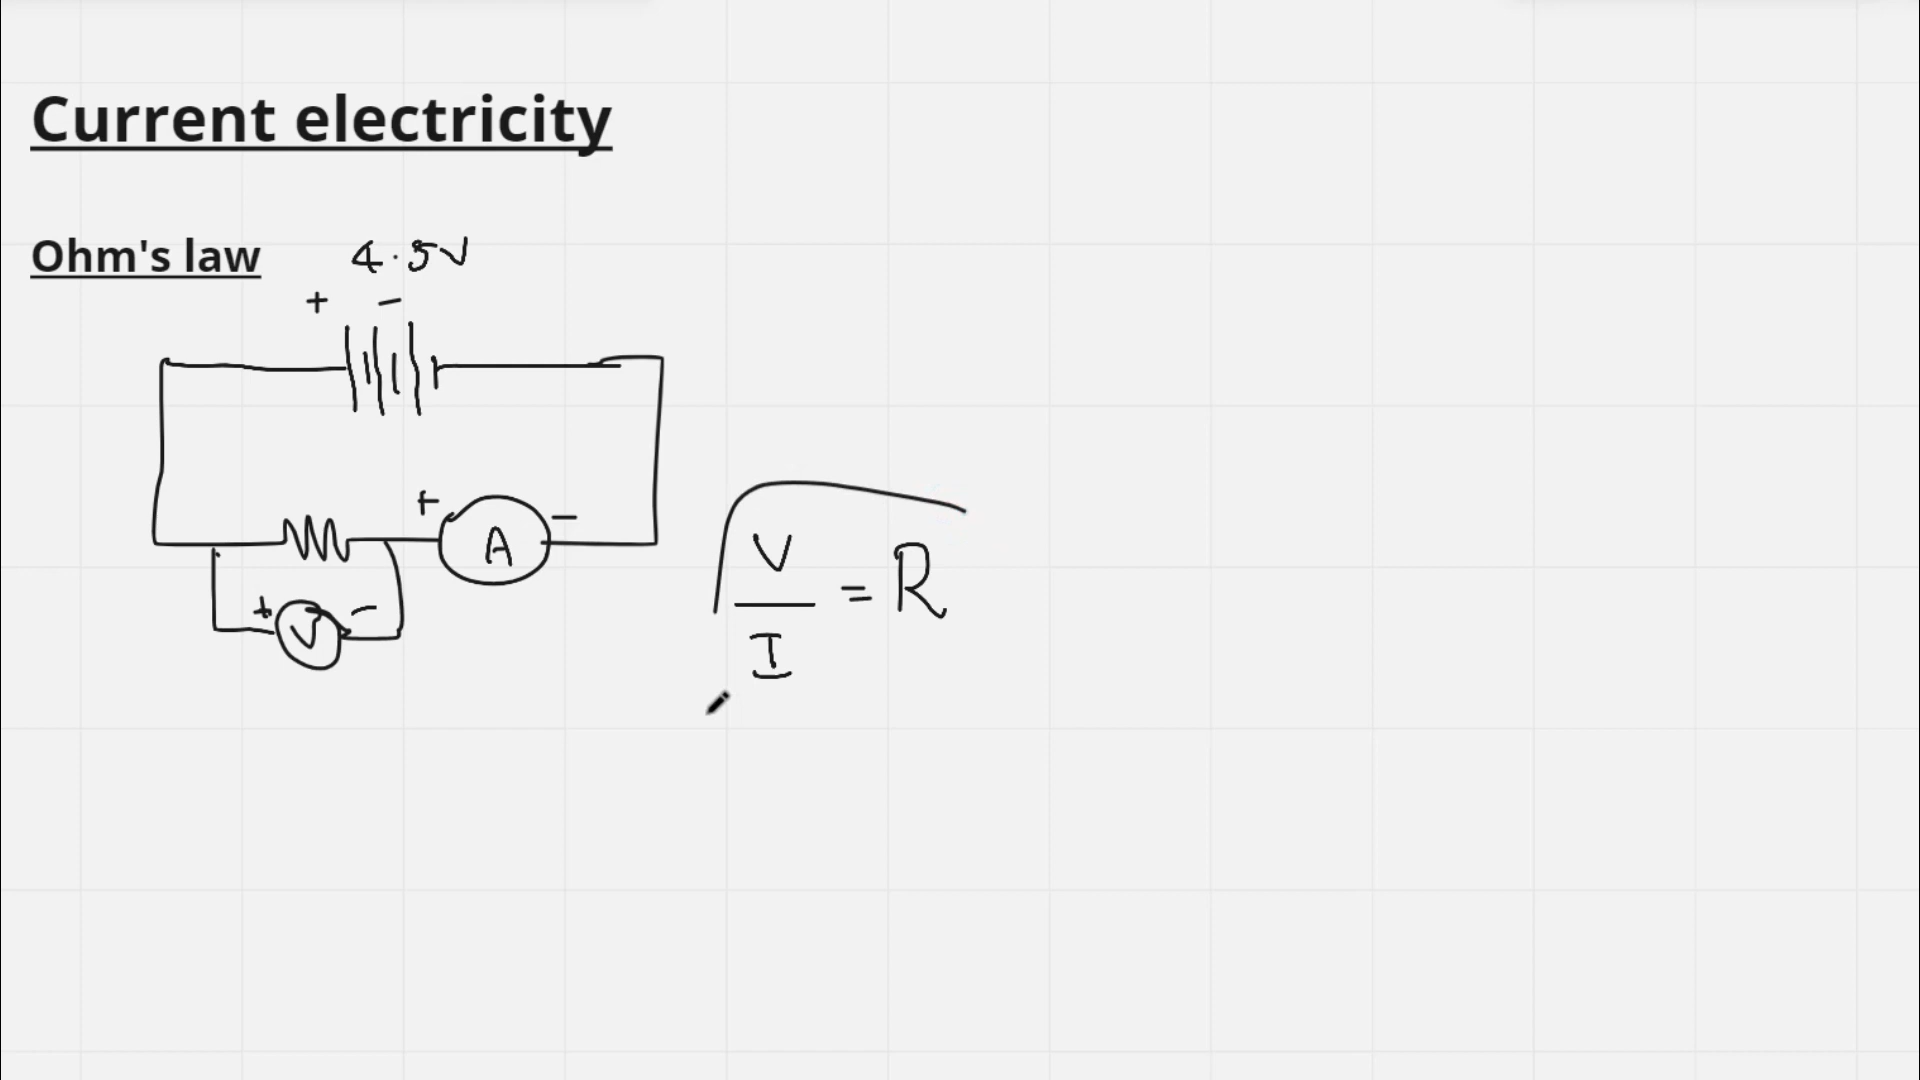 Current electricity
Ohm's law
4.5V
+ -
+ -
A
+ -
V
V/I = R